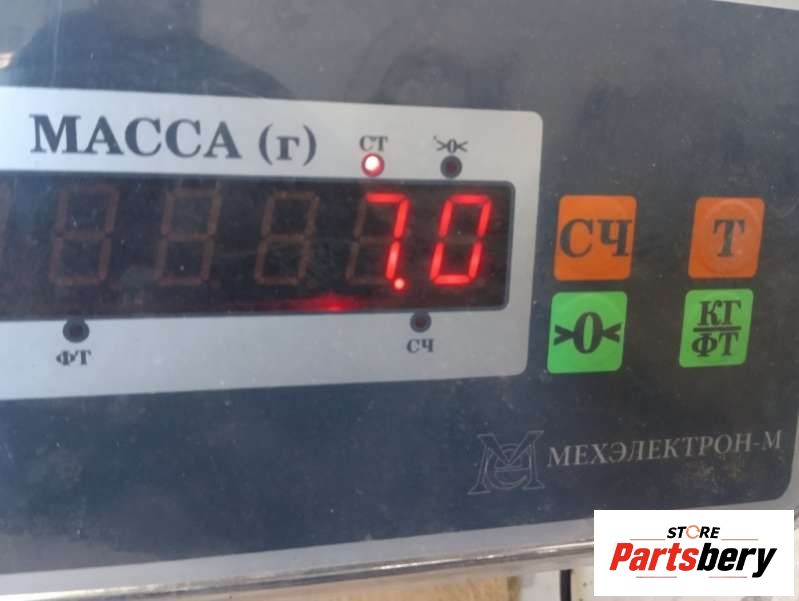 МАССА (г)
СТ
>0<
7.0
ФТ
СЧ
СЧ
Т
>0<
КГ
ФТ
МЕХЭЛЕКТРОН-М
STORE
Partsbery